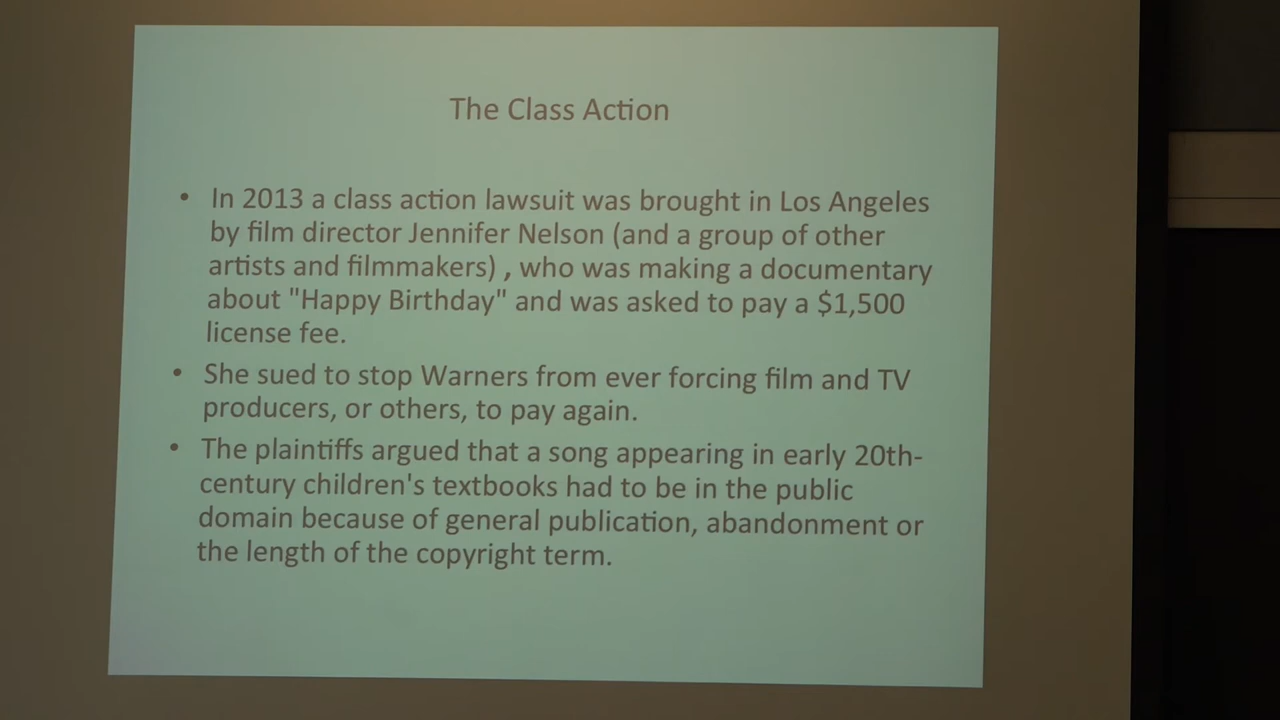 The Class Action
• In 2013 a class action lawsuit was brought in Los Angeles
by film director Jennifer Nelson (and a group of other
artists and filmmakers) , who was making a documentary
about "Happy Birthday" and was asked to pay a $1,500
license fee.
• She sued to stop Warners from ever forcing film and TV
producers, or others, to pay again.
• The plaintiffs argued that a song appearing in early 20th-
century children's textbooks had to be in the public
domain because of general publication, abandonment or
the length of the copyright term.